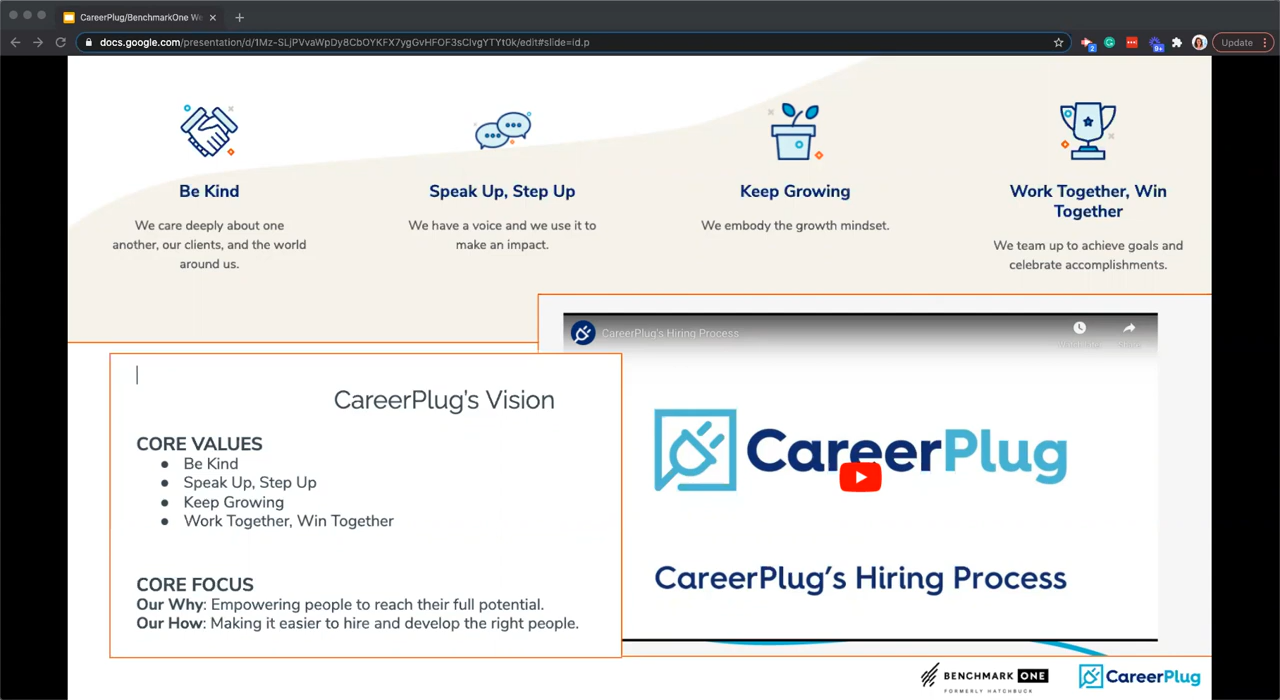 CareerPlug/BenchmarkOne We
docs.google.com/presentation/d/1Mz-SLjPVvaWpDy8CbOYKFX7ygGvHFOF3sClvgYTYt0k/edit#slide=id.p
2
9+
Update
Be Kind
We care deeply about one
another, our clients, and the world
around us.
Speak Up, Step Up
We have a voice and we use it to
make an impact.
Keep Growing
We embody the growth mindset.
Work Together, Win
Together
We team up to achieve goals and
celebrate accomplishments.
CareerPlug's Vision
CORE VALUES
● Be Kind
● Speak Up, Step Up
● Keep Growing
● Work Together, Win Together
CORE FOCUS
Our Why: Empowering people to reach their full potential.
Our How: Making it easier to hire and develop the right people.
CareerPlug's Hiring Process
CareerPlug
CareerPlug's Hiring Process
BENCHMARK ONE
FORMERLY HATCHBUCK
CareerPlug